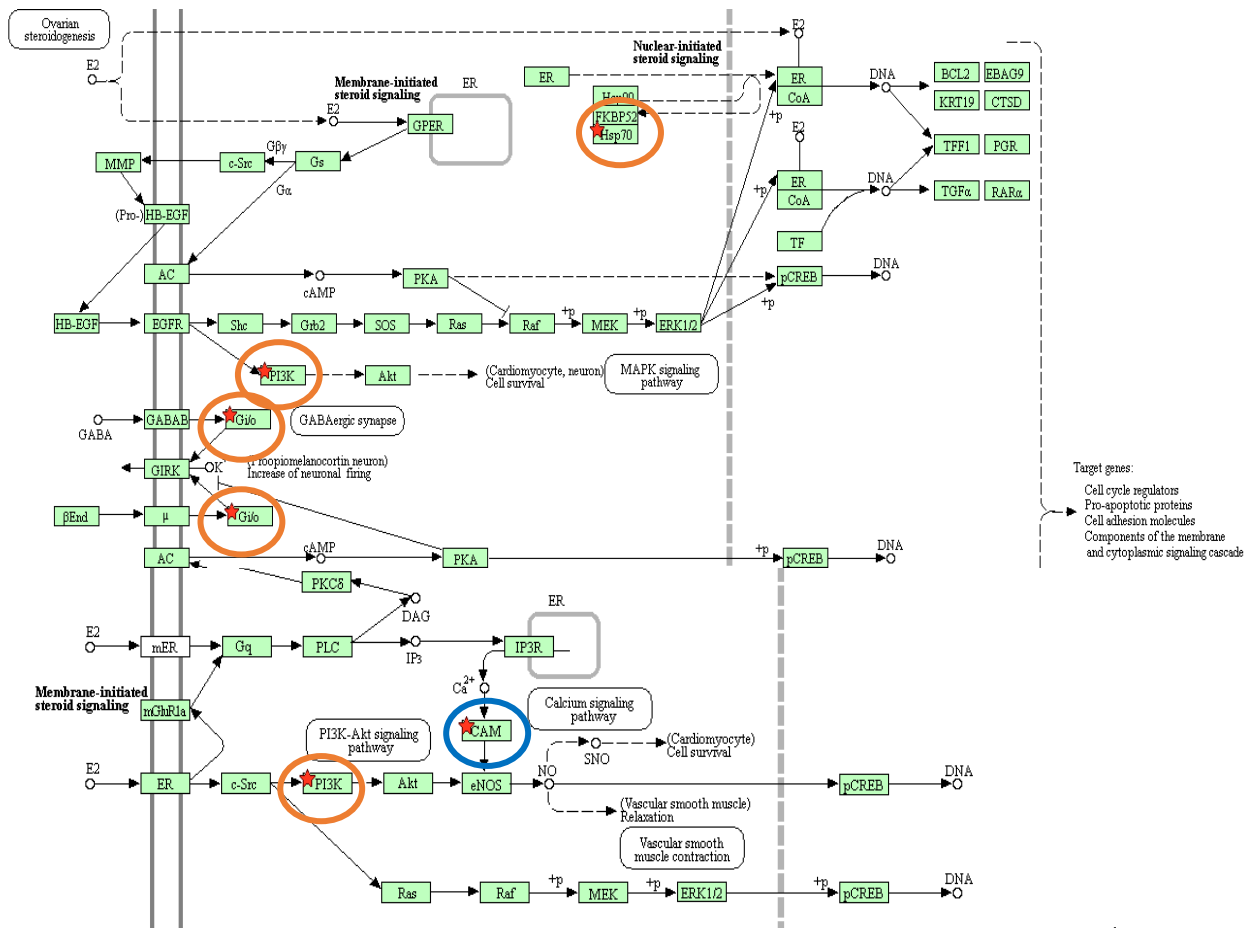 Ovarian
steroidogenesis
E2
E2
Nuclear-initiated
steroid signaling
Membrane-initiated
steroid signaling
ER
ER
ER
CoA
DNA
BCL2
EBAG9
KRT19
CTSD
Hsp90
FKBP52
Hsp70
E2
GPER
+p
E2
Gβγ
MMP
c-Src
Gs
Gα
TFF1
PGR
+p
ER
CoA
DNA
TGFα
RARα
(Pro-)
HB-EGF
TF
AC
cAMP
PKA
pCREB
DNA
+p
HB-EGF
EGFR
Shc
Grb2
SOS
Ras
Raf
+p
MEK
+p
ERK1/2
PI3K
Akt
(Cardiomyocyte, neuron)
Cell survival
MAPK signaling
pathway
GABA
GABAB
Gi/o
GABAergic synapse
GIRK
K
(Proopiomelanocortin neuron)
Increase of neuronal firing
Target genes:
Cell cycle regulators
Pro-apoptotic proteins
Cell adhesion molecules
Components of the membrane
and cytoplasmic signaling cascade
βEnd
μ
Gi/o
AC
cAMP
PKA
+p
pCREB
DNA
PKCδ
DAG
ER
E2
mER
Gq
PLC
IP3
IP3R
Ca2+
Membrane-initiated
steroid signaling
mGluR1a
Calcium signaling
pathway
CAM
PI3K-Akt signaling
pathway
SNO
(Cardiomyocyte)
Cell survival
E2
ER
c-Src
PI3K
Akt
eNOS
NO
pCREB
DNA
(Vascular smooth muscle)
Relaxation
Vascular smooth
muscle contraction
Ras
Raf
+p
MEK
+p
ERK1/2
+p
pCREB
DNA